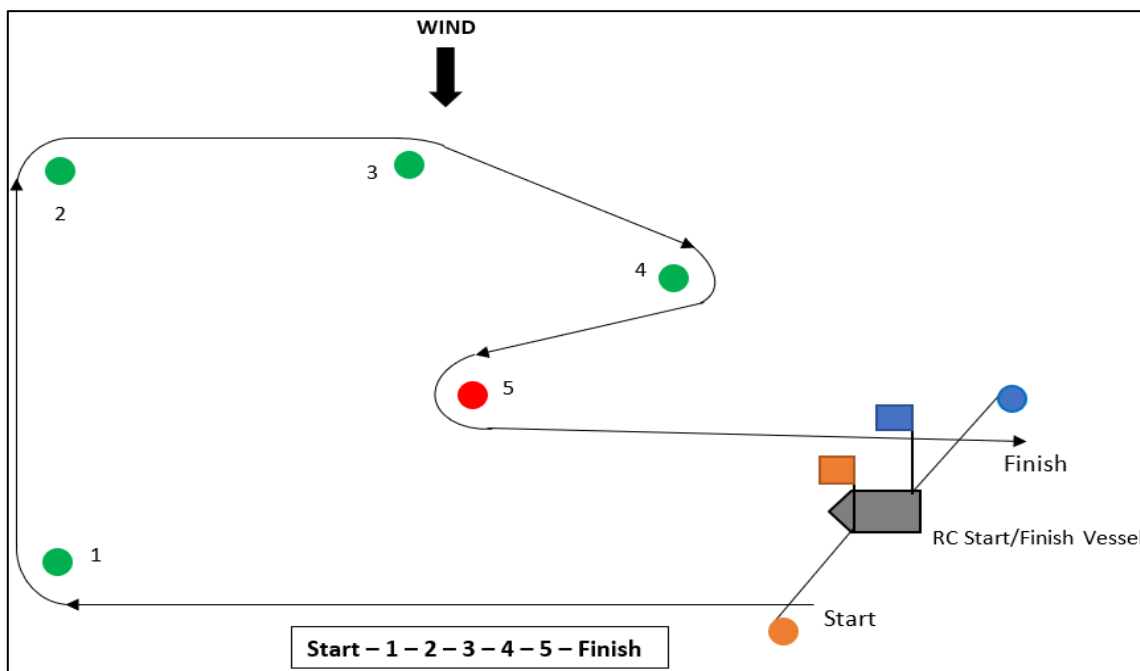 WIND
3
2
4
5
Finish
RC Start/Finish Vessel
1
Start
Start – 1 – 2 – 3 – 4 – 5 – Finish